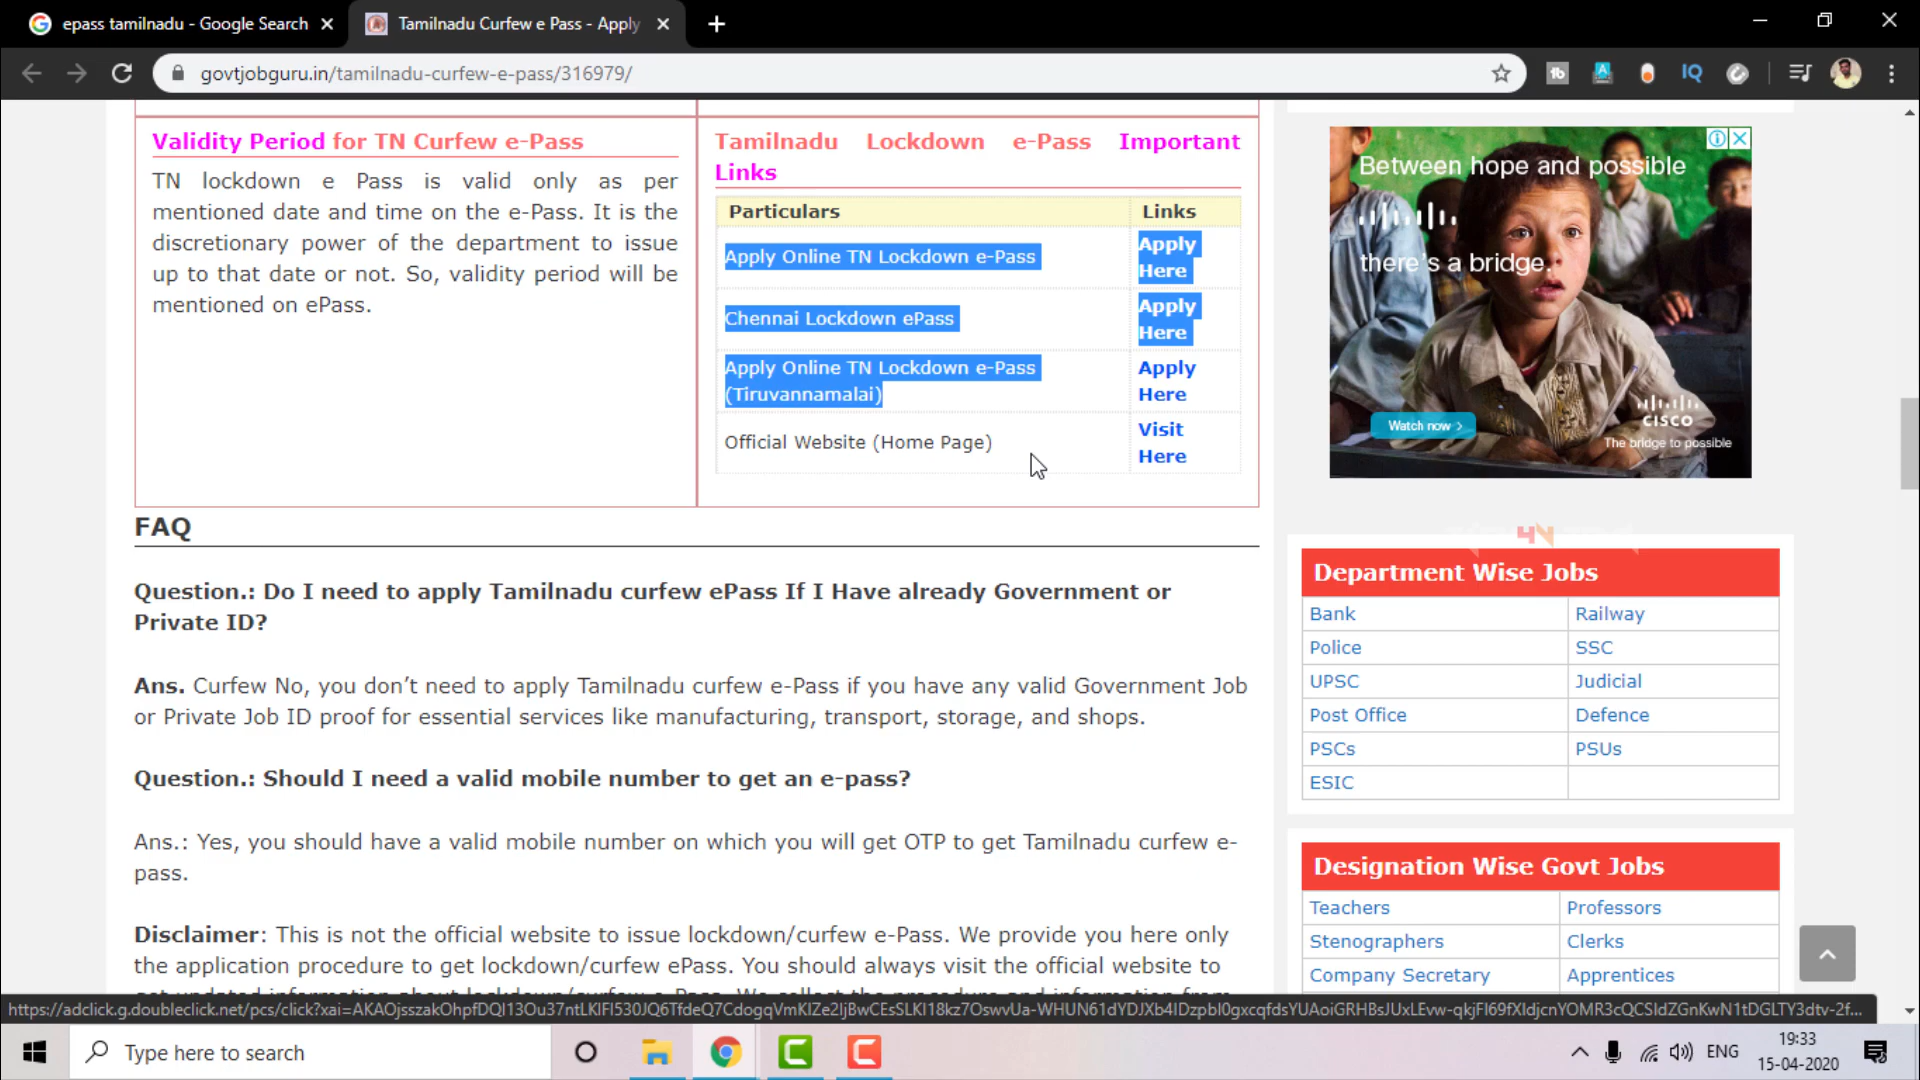 epass tamilnadu - Google Search
Tamilnadu Curfew e Pass - Apply
govtjobguru.in/tamilnadu-curfew-e-pass/316979/
Validity Period for TN Curfew e-Pass
TN lockdown e Pass is valid only as per
mentioned date and time on the e-Pass. It is the
discretionary power of the department to issue
up to that date or not. So, validity period will be
mentioned on ePass.
Tamilnadu Lockdown e-Pass Important
Links
Particulars Links
Apply Online TN Lockdown e-Pass Apply
Here
Chennai Lockdown ePass Apply
Here
Apply Online TN Lockdown e-Pass Apply
(Tiruvannamalai) Here
Official Website (Home Page) Visit
Here
Between hope and possible
there's a bridge.
Watch now >
CISCO
The bridge to possible
FAQ
Question.: Do I need to apply Tamilnadu curfew ePass If I Have already Government or
Private ID?
Ans. Curfew No, you don't need to apply Tamilnadu curfew e-Pass if you have any valid Government Job
or Private Job ID proof for essential services like manufacturing, transport, storage, and shops.
Question.: Should I need a valid mobile number to get an e-pass?
Ans.: Yes, you should have a valid mobile number on which you will get OTP to get Tamilnadu curfew e-
pass.
Disclaimer: This is not the official website to issue lockdown/curfew e-Pass. We provide you here only
the application procedure to get lockdown/curfew ePass. You should always visit the official website to
4N
Department Wise Jobs
Bank Railway
Police SSC
UPSC Judicial
Post Office Defence
PSCs PSUs
ESIC
Designation Wise Govt Jobs
Teachers Professors
Stenographers Clerks
Company Secretary Apprentices
Type here to search
ENG
19:33
15-04-2020